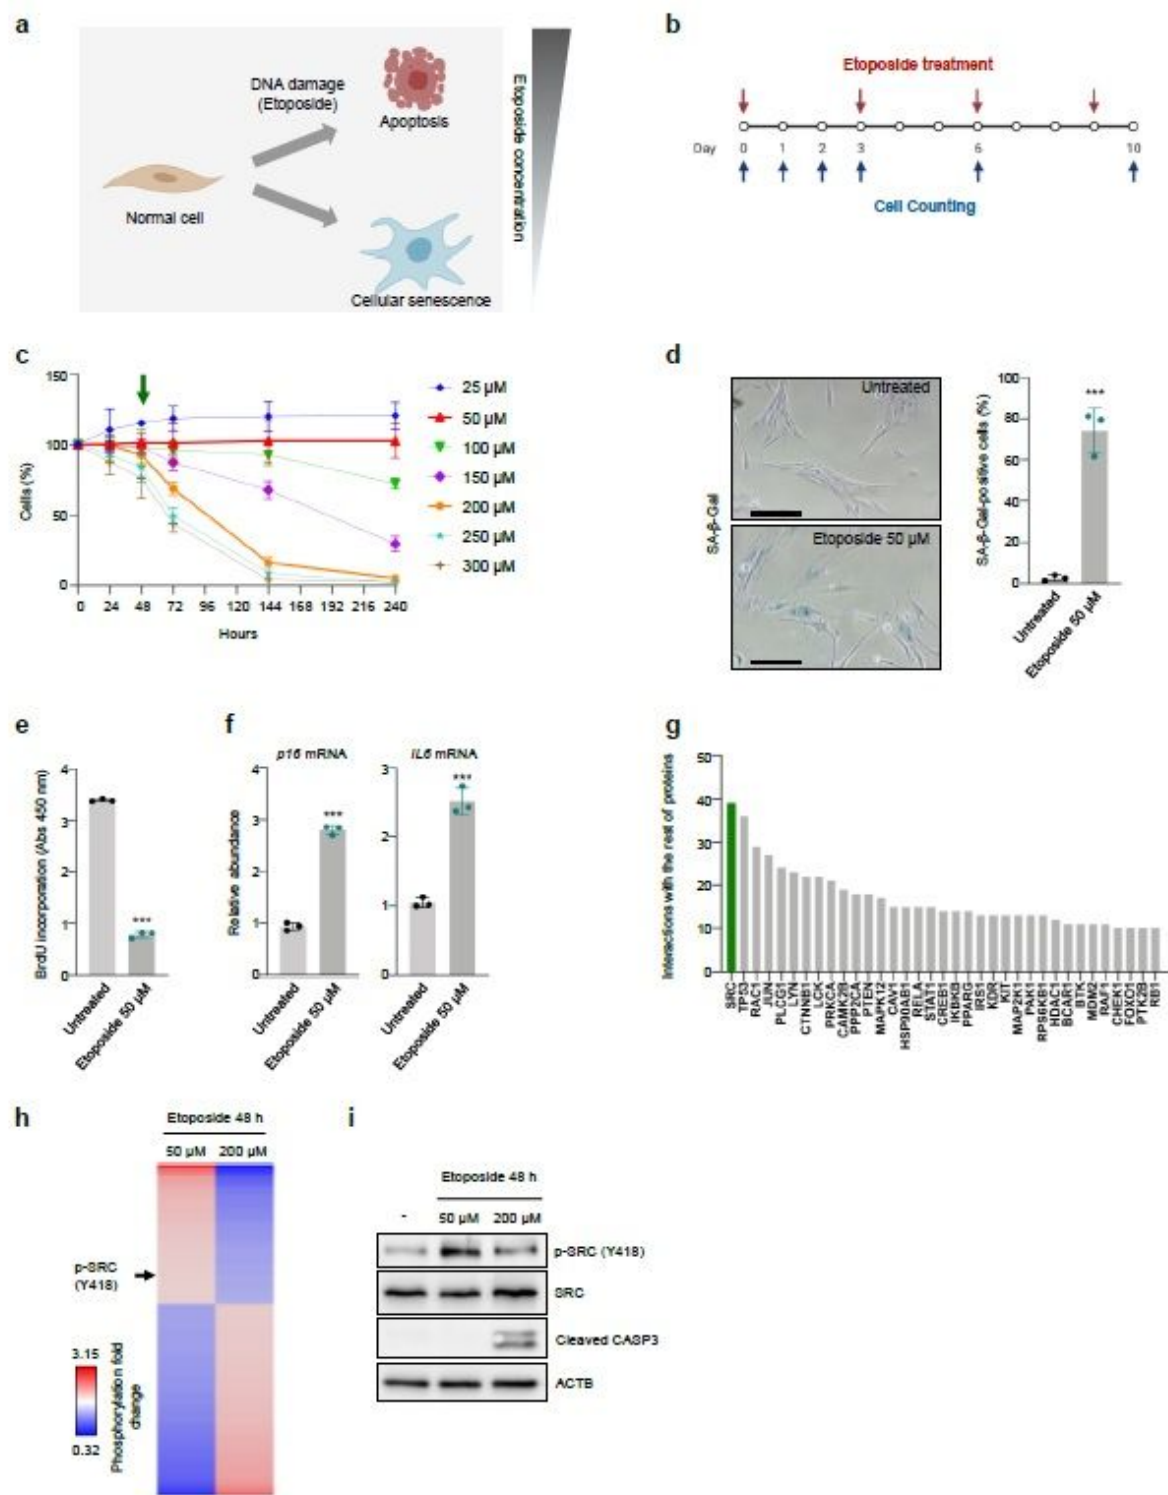 a
DNA damage
(Etoposide)
Apoptosis
Normal cell
Cellular senescence
Etoposide concentration
b
Etoposide treatment
Day
0
1
2
3
6
10
Cell Counting
c
150
100
50
0
Cells (%)
0 24 48 72 96 120 144 168 192 216 240
Hours
25 µM
50 µM
100 µM
150 µM
200 µM
250 µM
300 µM
d
SA-β-Gal
Untreated
Etoposide 50 µM
SA-β-Gal-positive cells (%)
100
80
60
40
20
0
***
Untreated
Etoposide 50 µM
e
BrdU incorporation (Abs 450 nm)
4
3
2
1
0
***
Untreated
Etoposide 50 µM
f
p16 mRNA
Relative abundance
4
3
2
1
0
***
Untreated
Etoposide 50 µM
IL6 mRNA
3
2
1
0
***
Untreated
Etoposide 50 µM
g
Interactions with the rest of proteins
50
40
30
20
10
0
SRC
TP53
RAC1
JUN
PLCG1
LYN
CTNNB1
LCK
PRKCA
CAMK2B
PPP2CA
PTEN
MAPK12
CAV1
HSP90AB1
RELA
STAT1
CREB1
IKBKB
PPARG
IRS1
KDR
KIT
MAP2K1
PAK1
RPS6KB1
HDAC1
BCAR1
BTK
MDM2
RAF1
CHEK1
FOXO1
PTK2B
RB1
h
Etoposide 48 h
50 µM 200 µM
p-SRC
(Y418)
3.15
0.32
Phosphorylation fold
change
i
Etoposide 48 h
- 50 µM 200 µM
p-SRC (Y418)
SRC
Cleaved CASP3
ACTB